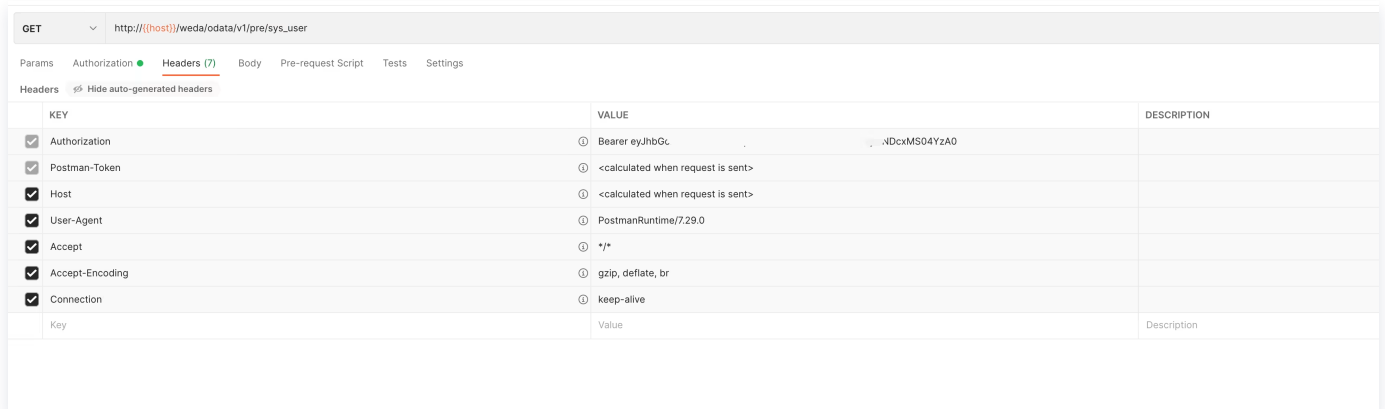 GET http://{{host}}/weda/odata/v1/pre/sys_user
Params Authorization Headers (7) Body Pre-request Script Tests Settings
Headers Hide auto-generated headers
KEY VALUE DESCRIPTION
Authorization Bearer eyJhbGc NDcxMS04YzA0
Postman-Token <calculated when request is sent>
Host <calculated when request is sent>
User-Agent PostmanRuntime/7.29.0
Accept */*
Accept-Encoding gzip, deflate, br
Connection keep-alive
Key Value Description